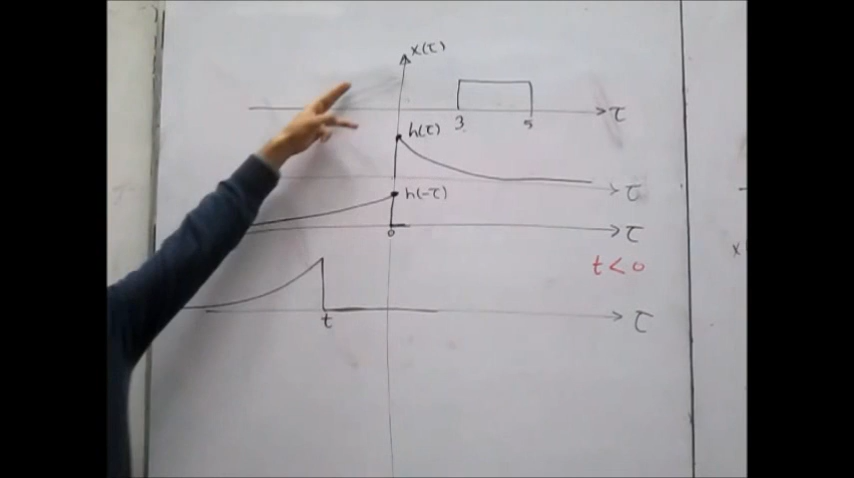 x(τ)
3 5 τ
h(τ)
τ
h(-τ)
0 τ
t < 0
t τ
x